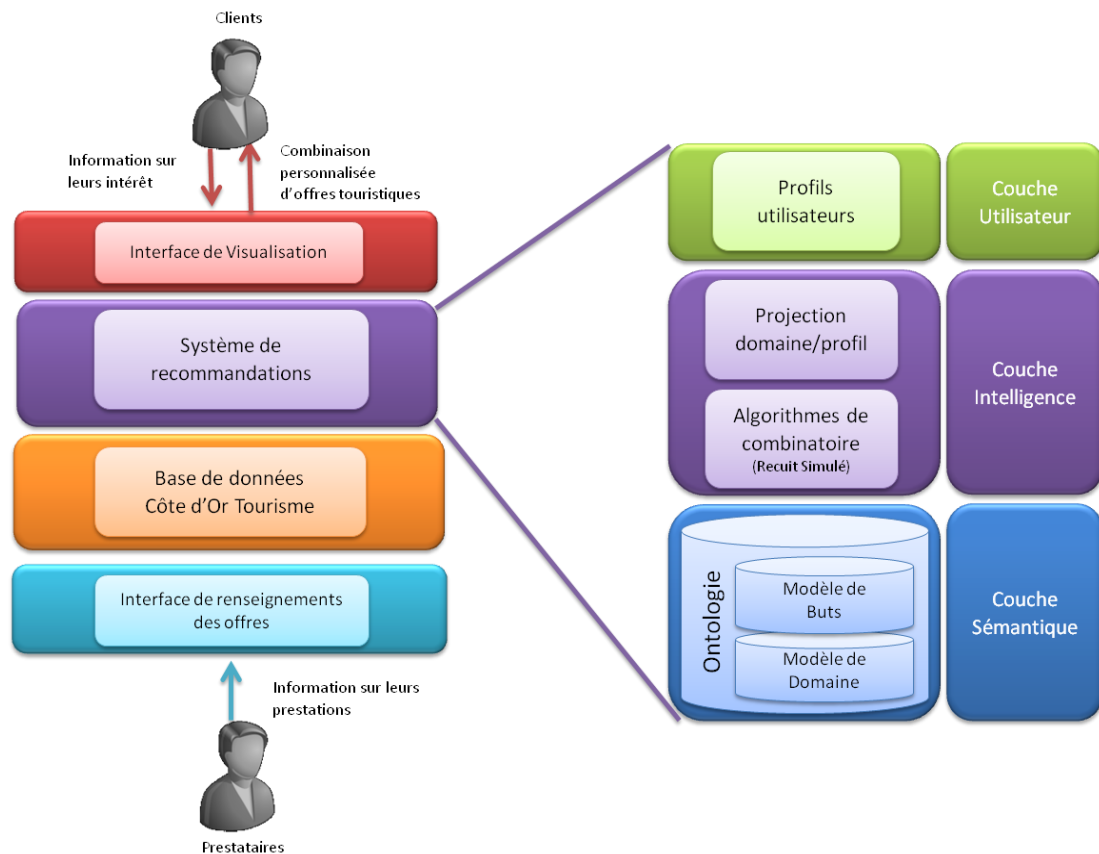 Clients
Information sur
leurs intérêt
Combinaison
personnalisée
d'offres touristiques
Interface de Visualisation
Système de
recommandations
Base de données
Côte d'Or Tourisme
Interface de renseignements
des offres
Information sur leurs
prestations
Prestataires
Profils
utilisateurs
Couche
Utilisateur
Projection
domaine/profil
Algorithmes de
combinatoire
(Recuit Simulé)
Couche
Intelligence
Ontologie
Modèle de
Buts
Modèle de
Domaine
Couche
Sémantique